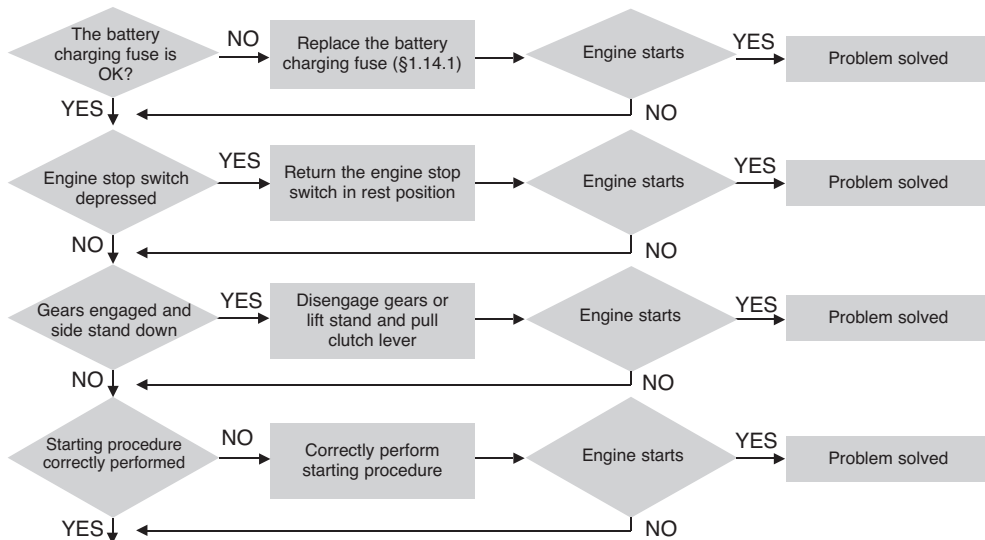 The battery
charging fuse is
OK?
NO
Replace the battery
charging fuse (§1.14.1)
Engine starts
YES
Problem solved
YES
NO
Engine stop switch
depressed
YES
Return the engine stop
switch in rest position
Engine starts
YES
Problem solved
NO
NO
Gears engaged and
side stand down
YES
Disengage gears or
lift stand and pull
clutch lever
Engine starts
YES
Problem solved
NO
NO
Starting procedure
correctly performed
NO
Correctly perform
starting procedure
Engine starts
YES
Problem solved
YES
NO